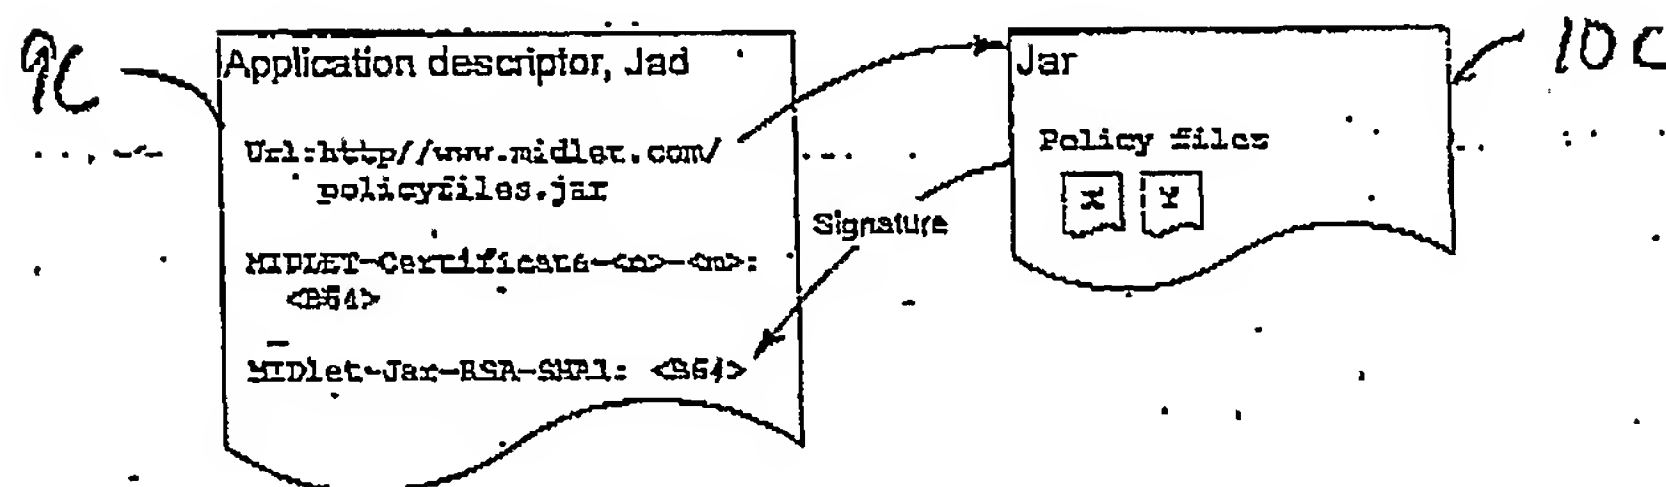 9C
Application descriptor, Jad
Url:http//www.midlet.com/
policyfiles.jar
MIDLET-Certificate-<n>-<m>:
<B64>
MIDlet-Jar-RSA-SHA1: <B64>
Signature
Jar
10C
Policy files
X Y